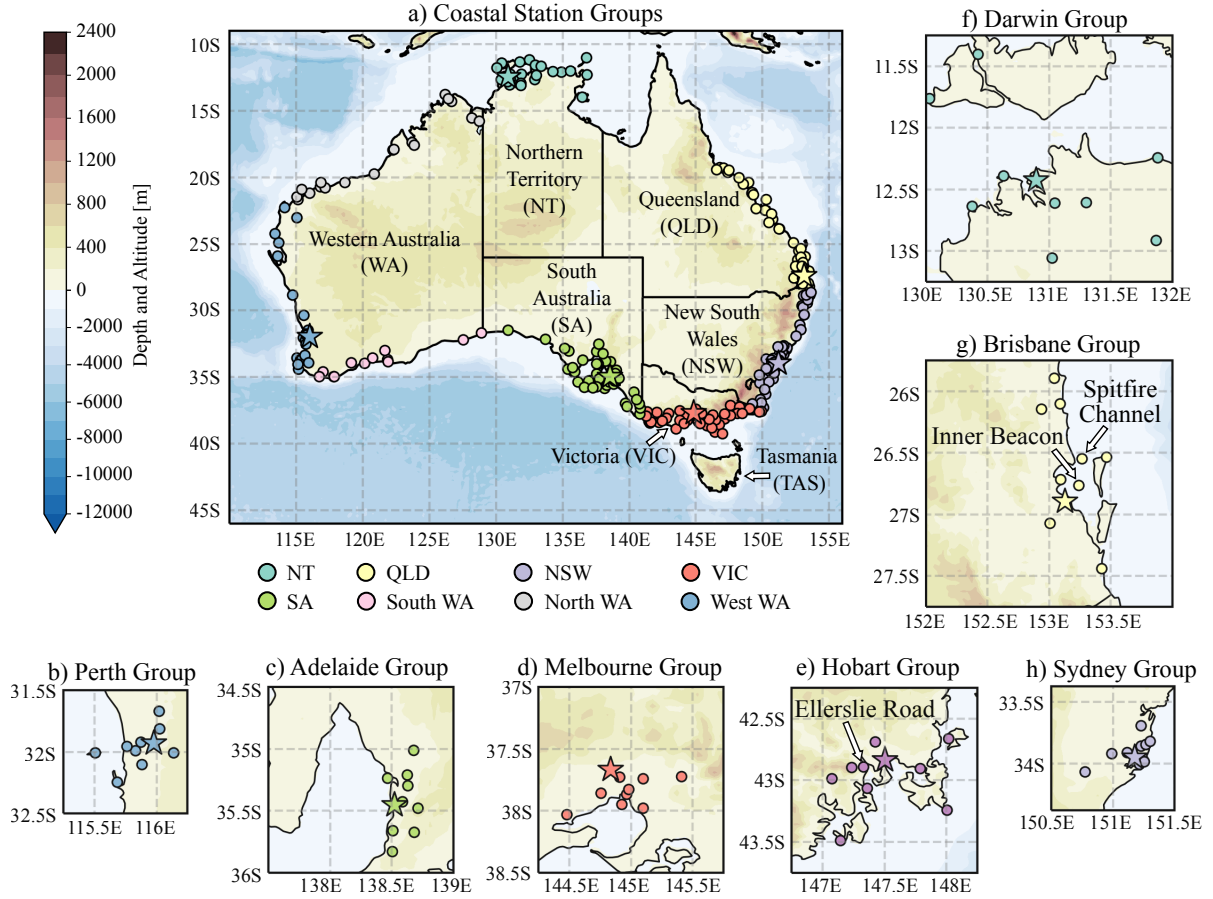 a) Coastal Station Groups
2400
2000
1600
1200
800
400
0
-2000
-4000
-6000
-8000
-10000
-12000
Depth and Altitude [m]
10S
15S
20S
25S
30S
35S
40S
45S
115E
120E
125E
130E
135E
140E
145E
150E
155E
Northern
Territory
(NT)
Queensland
(QLD)
Western Australia
(WA)
South
Australia
(SA)
New South
Wales
(NSW)
Victoria (VIC)
Tasmania
(TAS)
NT
QLD
NSW
VIC
SA
South WA
North WA
West WA
f) Darwin Group
11.5S
12S
12.5S
13S
130E
130.5E
131E
131.5E
132E
g) Brisbane Group
26S
26.5S
27S
27.5S
Spitfire
Channel
Inner Beacon
152E
152.5E
153E
153.5E
b) Perth Group
31.5S
32S
32.5S
115.5E
116E
c) Adelaide Group
34.5S
35S
35.5S
36S
138E
138.5E
139E
d) Melbourne Group
37S
37.5S
38S
38.5S
144.5E
145E
145.5E
e) Hobart Group
Ellerslie Road
42.5S
43S
43.5S
147E
147.5E
148E
h) Sydney Group
33.5S
34S
150.5E
151E
151.5E